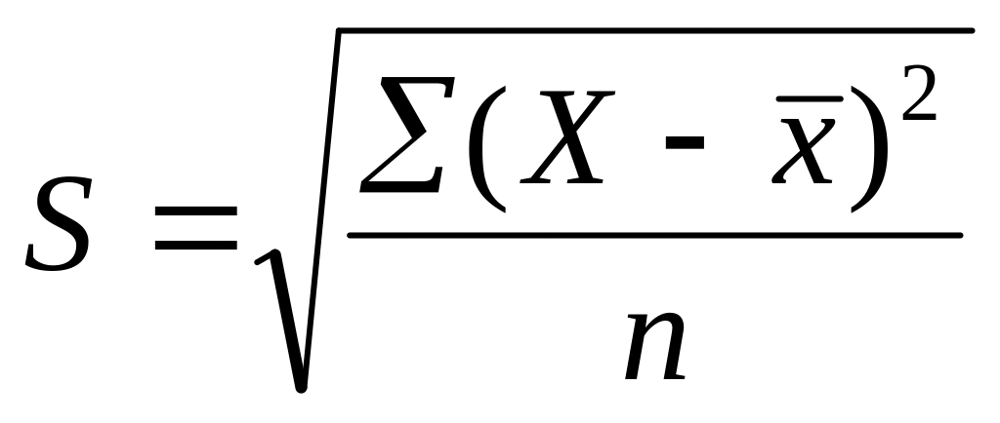 S = √(Σ(X - x̅)² / n)